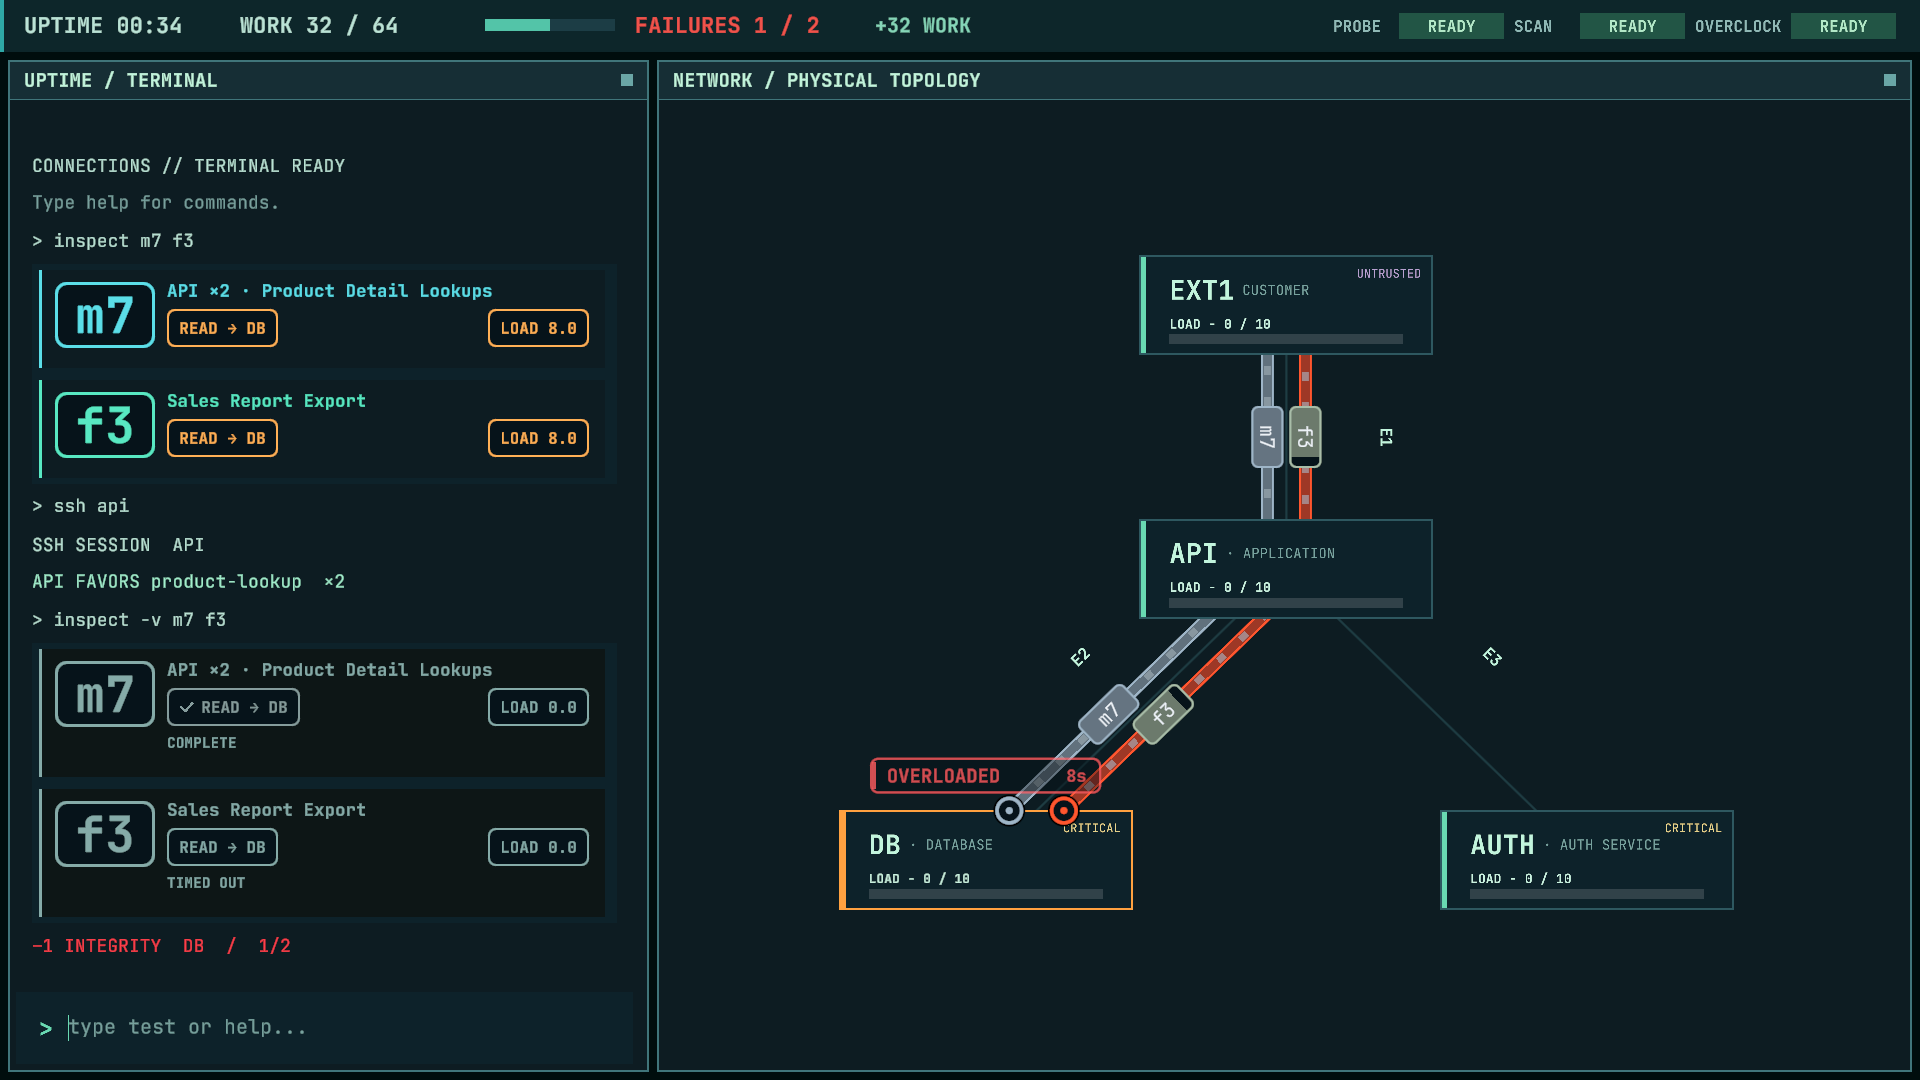 UPTIME 00:34 WORK 32 / 64 FAILURES 1 / 2 +32 WORK PROBE READY SCAN READY OVERCLOCK READY
UPTIME / TERMINAL
CONNECTIONS // TERMINAL READY
Type help for commands.
> inspect m7 f3
m7 API ×2 · Product Detail Lookups
READ → DB LOAD 8.0
f3 Sales Report Export
READ → DB LOAD 8.0
> ssh api
SSH SESSION API
API FAVORS product-lookup ×2
> inspect -v m7 f3
m7 API ×2 · Product Detail Lookups
✓ READ → DB LOAD 0.0
COMPLETE
f3 Sales Report Export
READ → DB LOAD 0.0
TIMED OUT
−1 INTEGRITY DB / 1/2
> type test or help...
NETWORK / PHYSICAL TOPOLOGY
UNTRUSTED
EXT1 CUSTOMER
LOAD - 0 / 10
m7 f3 E1
API · APPLICATION
LOAD - 0 / 10
E2 E3
m7 f3
OVERLOADED 8s
CRITICAL
DB · DATABASE
LOAD - 0 / 10
CRITICAL
AUTH · AUTH SERVICE
LOAD - 0 / 10